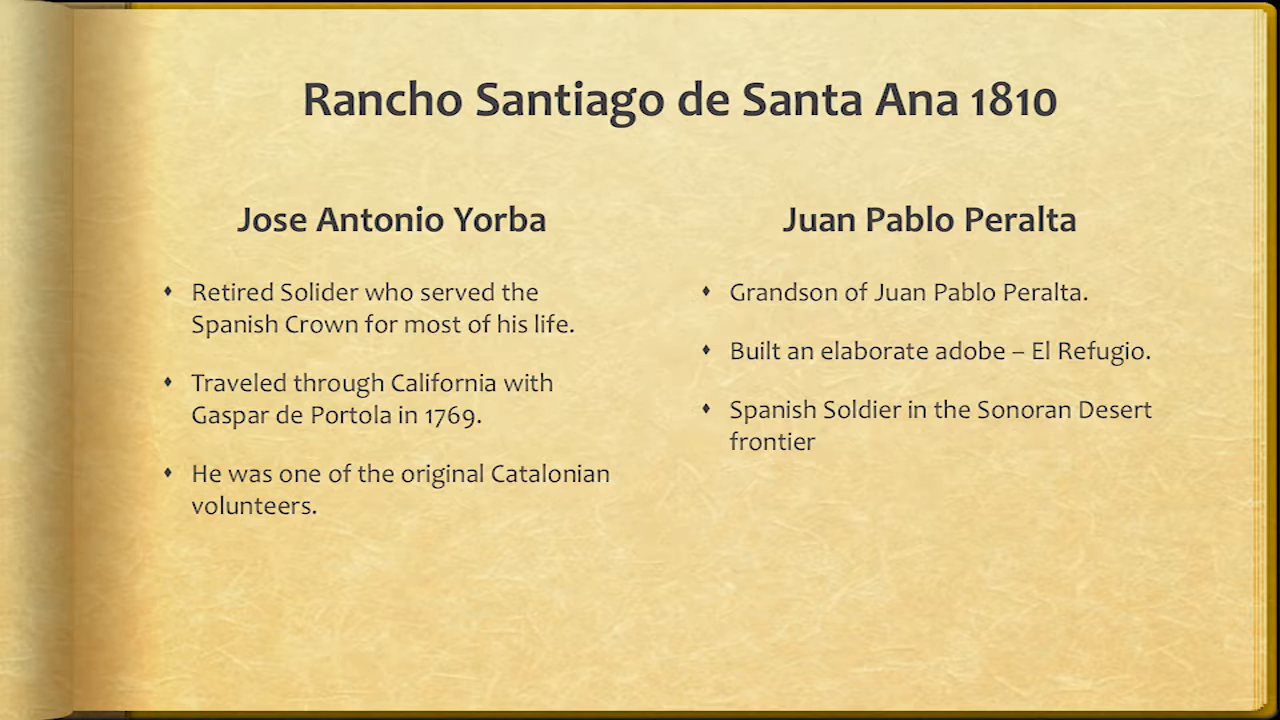 Rancho Santiago de Santa Ana 1810
Jose Antonio Yorba
Retired Solider who served the
Spanish Crown for most of his life.
Traveled through California with
Gaspar de Portola in 1769.
He was one of the original Catalonian
volunteers.
Juan Pablo Peralta
Grandson of Juan Pablo Peralta.
Built an elaborate adobe – El Refugio.
Spanish Soldier in the Sonoran Desert
frontier